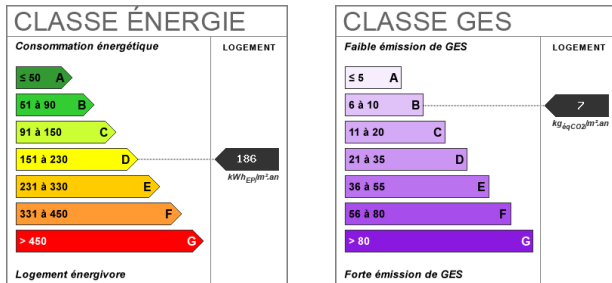 CLASSE ÉNERGIE
Consommation énergétique
LOGEMENT
≤ 50 A
51 à 90 B
91 à 150 C
151 à 230 D
186
kWhEP/m².an
231 à 330 E
331 à 450 F
> 450 G
Logement énergivore
CLASSE GES
Faible émission de GES
LOGEMENT
≤ 5 A
6 à 10 B
7
kgéqCO2/m².an
11 à 20 C
21 à 35 D
36 à 55 E
56 à 80 F
> 80 G
Forte émission de GES